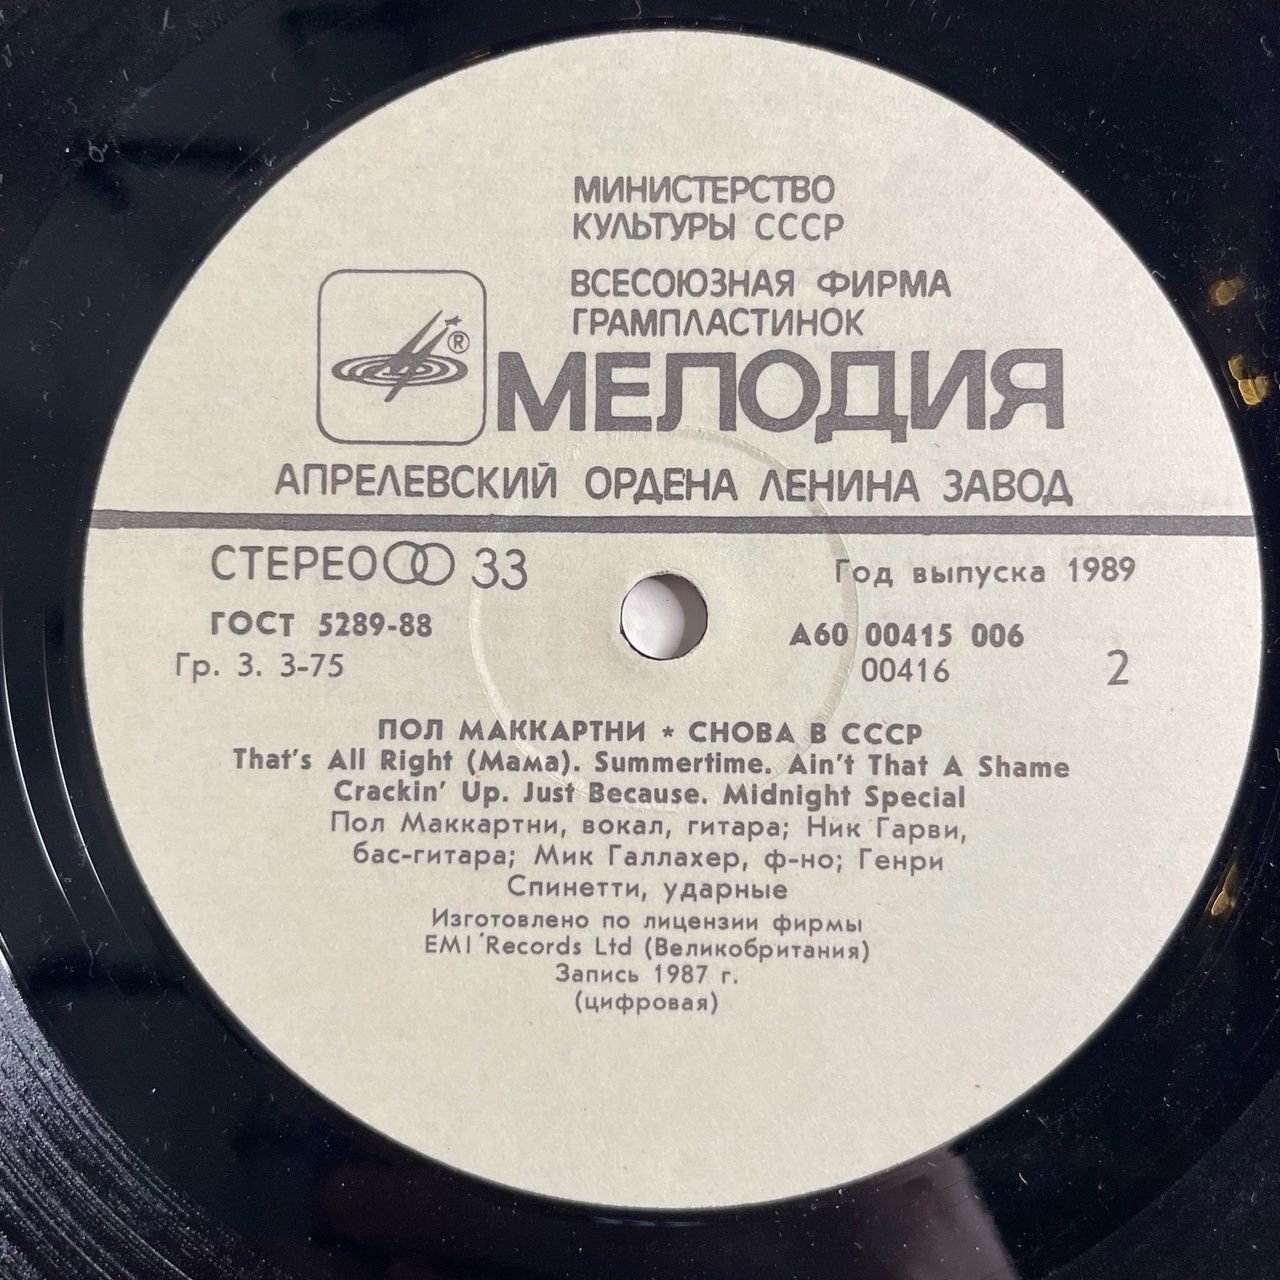 МИНИСТЕРСТВО
КУЛЬТУРЫ СССР
ВСЕСОЮЗНАЯ ФИРМА
ГРАМПЛАСТИНОК
®
МЕЛОДИЯ
АПРЕЛЕВСКИЙ ОРДЕНА ЛЕНИНА ЗАВОД
СТЕРЕО 33
Год выпуска 1989
ГОСТ 5289-88
А60 00415 006
Гр. 3. 3-75
00416
2
ПОЛ МАККАРТНИ * СНОВА В СССР
That's All Right (Мама). Summertime. Ain't That A Shame
Crackin' Up. Just Because. Midnight Special
Пол Маккартни, вокал, гитара; Ник Гарви,
бас-гитара; Мик Галлахер, ф-но; Генри
Спинетти, ударные
Изготовлено по лицензии фирмы
EMI Records Ltd (Великобритания)
Запись 1987 г.
(цифровая)